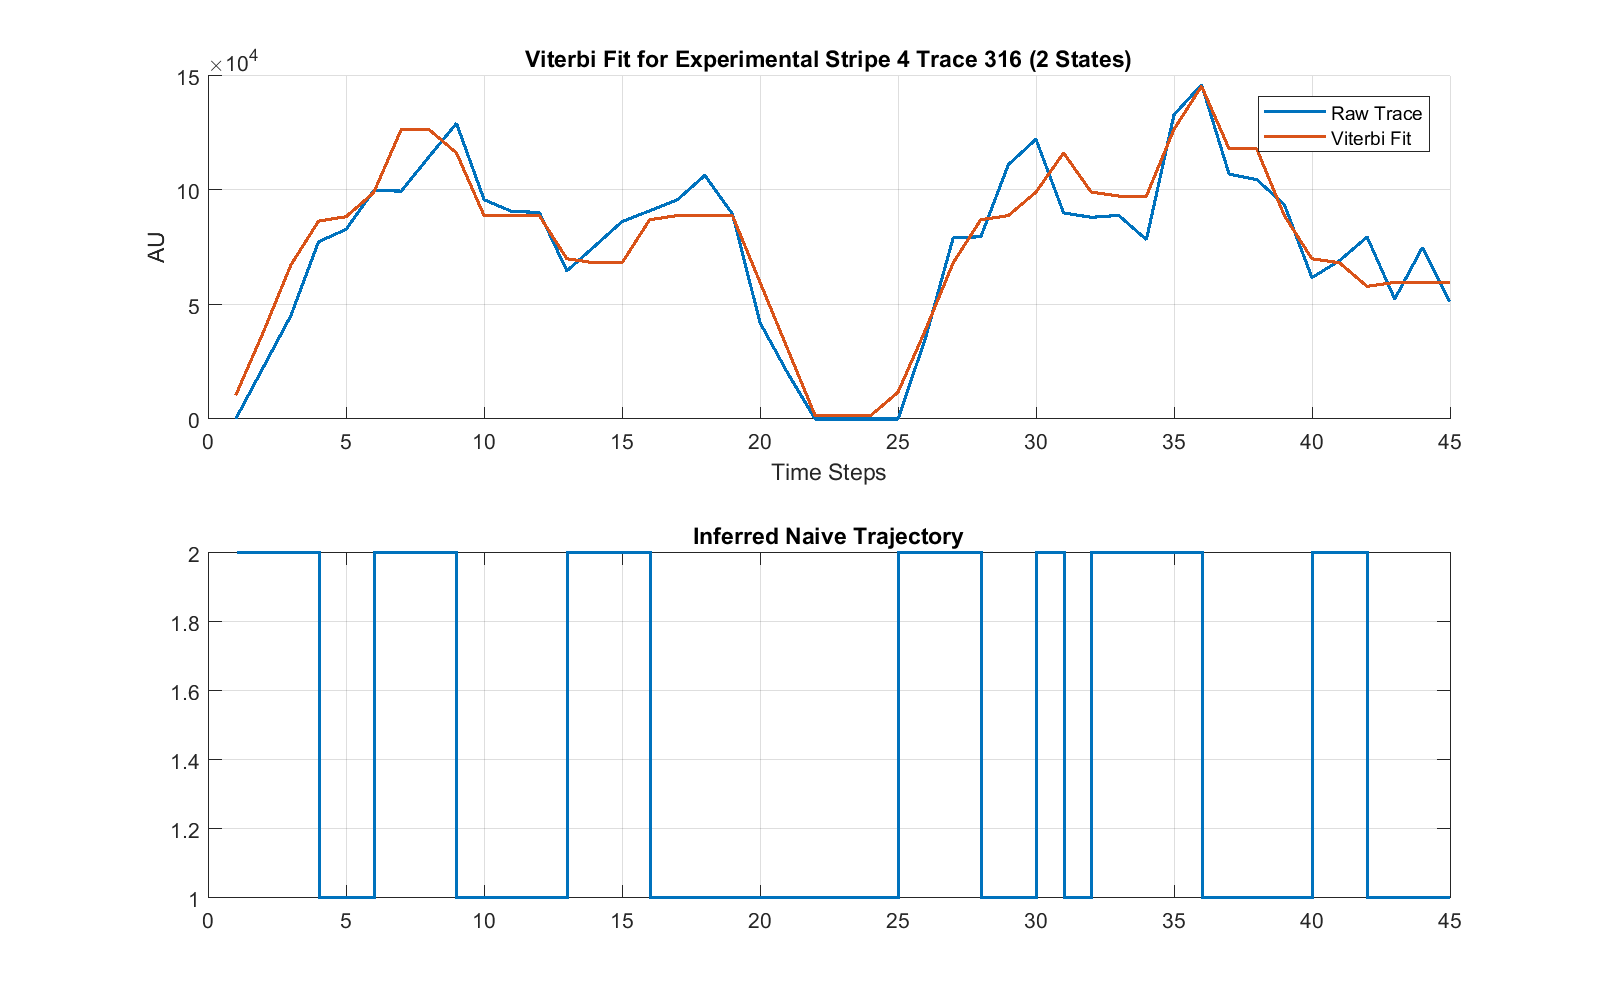 Viterbi Fit for Experimental Stripe 4 Trace 316 (2 States)
×10^4
15
10
5
0
AU
Raw Trace
Viterbi Fit
0 5 10 15 20 25 30 35 40 45
Time Steps
Inferred Naive Trajectory
2
1.8
1.6
1.4
1.2
1
0 5 10 15 20 25 30 35 40 45